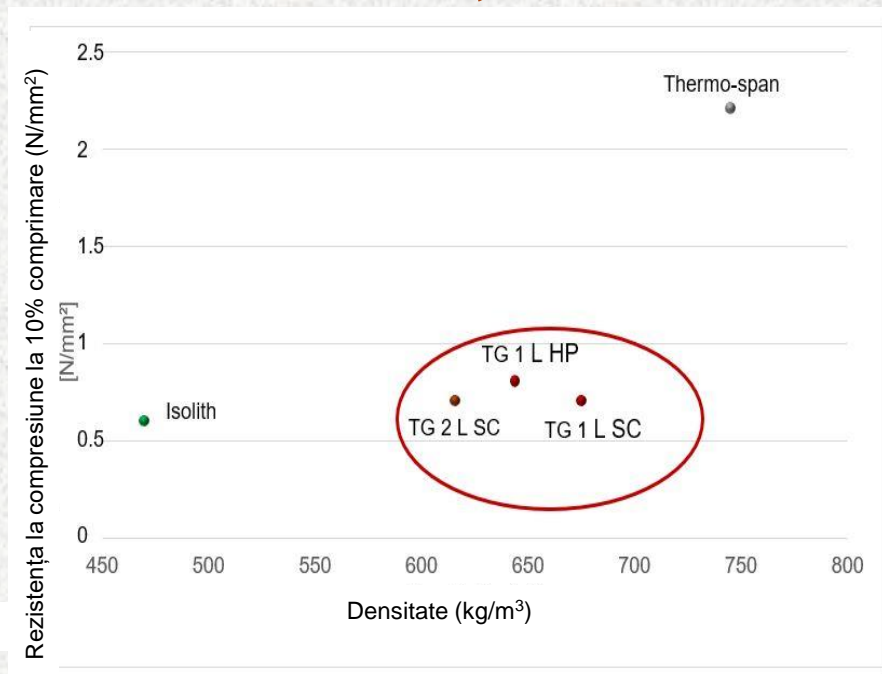 Rezistența la compresiune la 10% comprimare (N/mm²)
[N/mm²]
2.5
2
1.5
1
0.5
0
Thermo-span
TG 1 L HP
Isolith
TG 2 L SC
TG 1 L SC
450 500 550 600 650 700 750 800
Densitate (kg/m³)